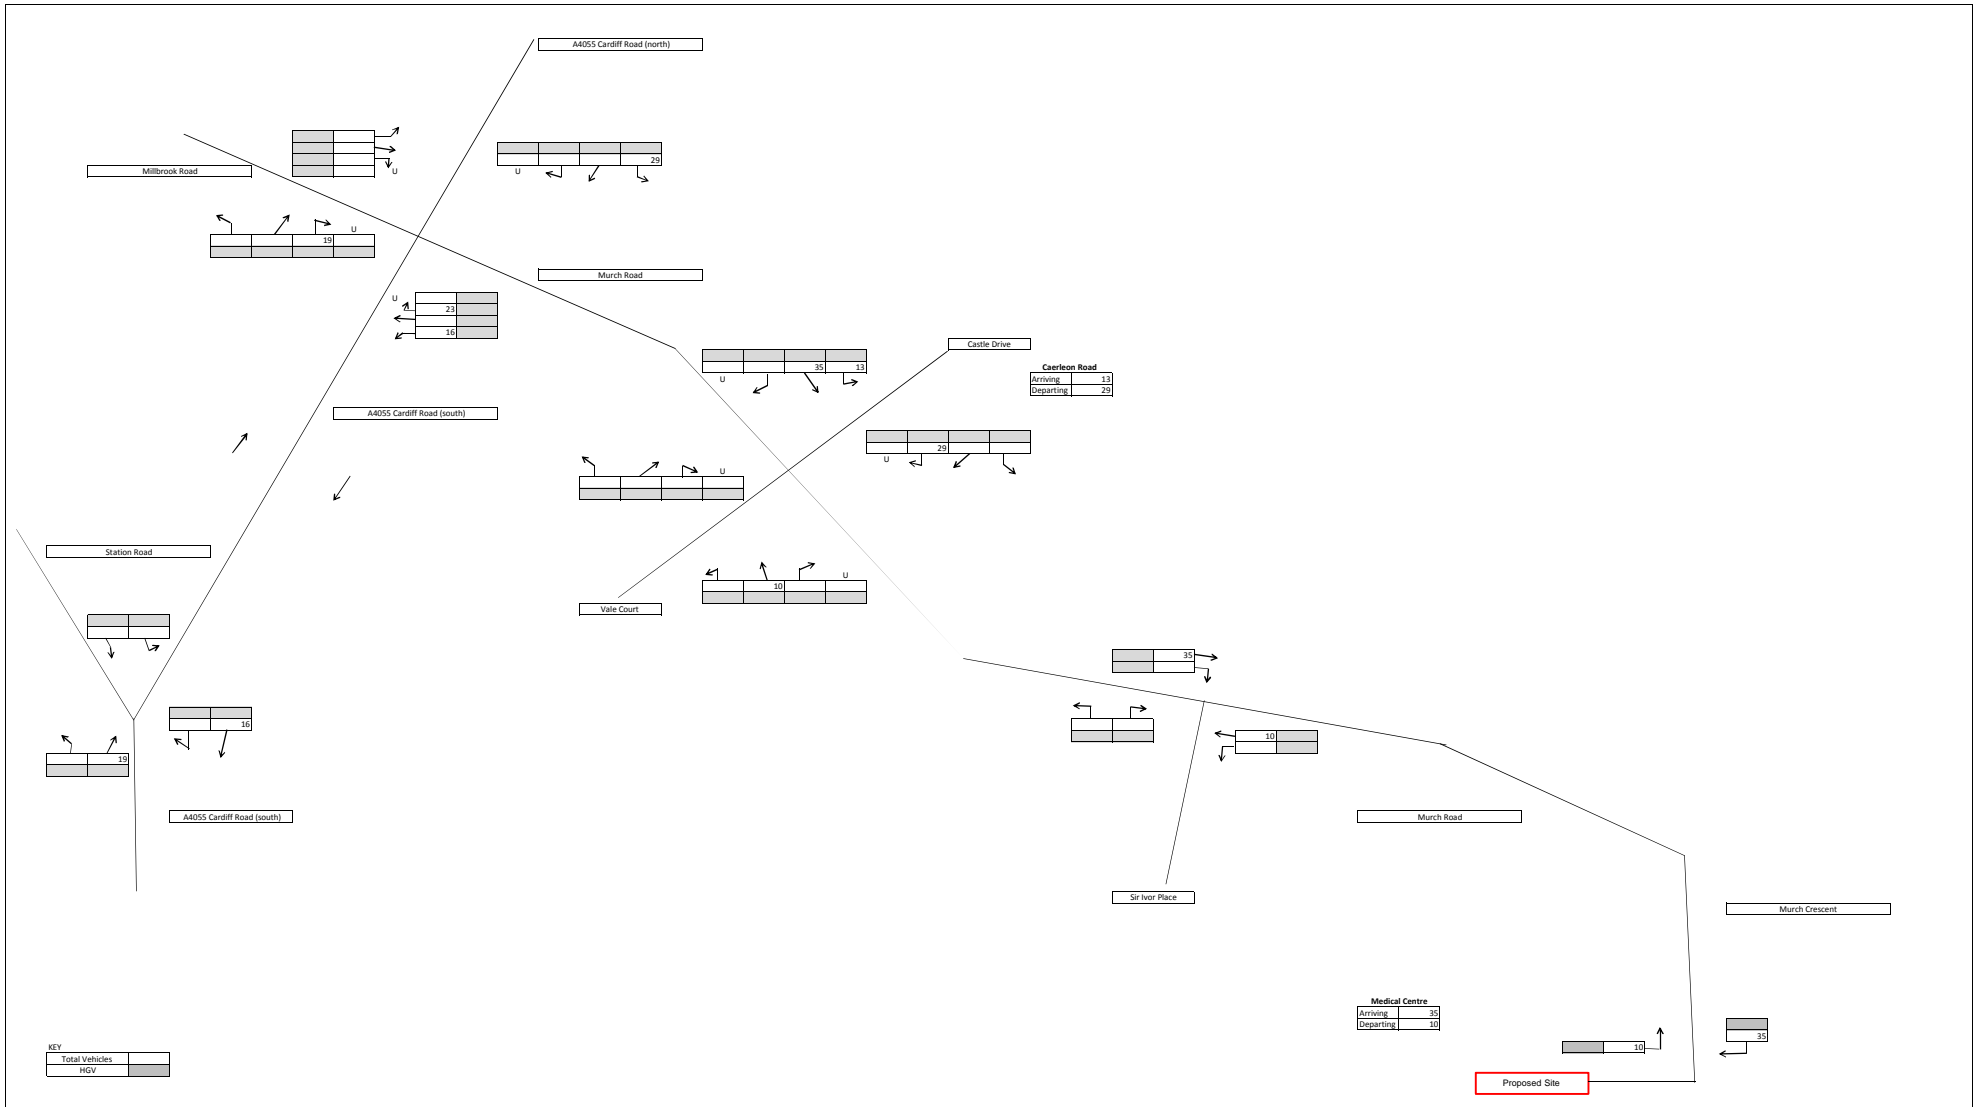 A4055 Cardiff Road (north)
29
U
Millbrook Road
U
U
19
Murch Road
U
23
16
Castle Drive
35 13
U
Caerleon Road
Arriving 13
Departing 29
A4055 Cardiff Road (south)
29
U
U
Station Road
U
10
Vale Court
35
16
10
19
A4055 Cardiff Road (south)
Murch Road
Sir Ivor Place
Murch Crescent
Medical Centre
Arriving 35
Departing 10
35
10
KEY
Total Vehicles
HGV
Proposed Site